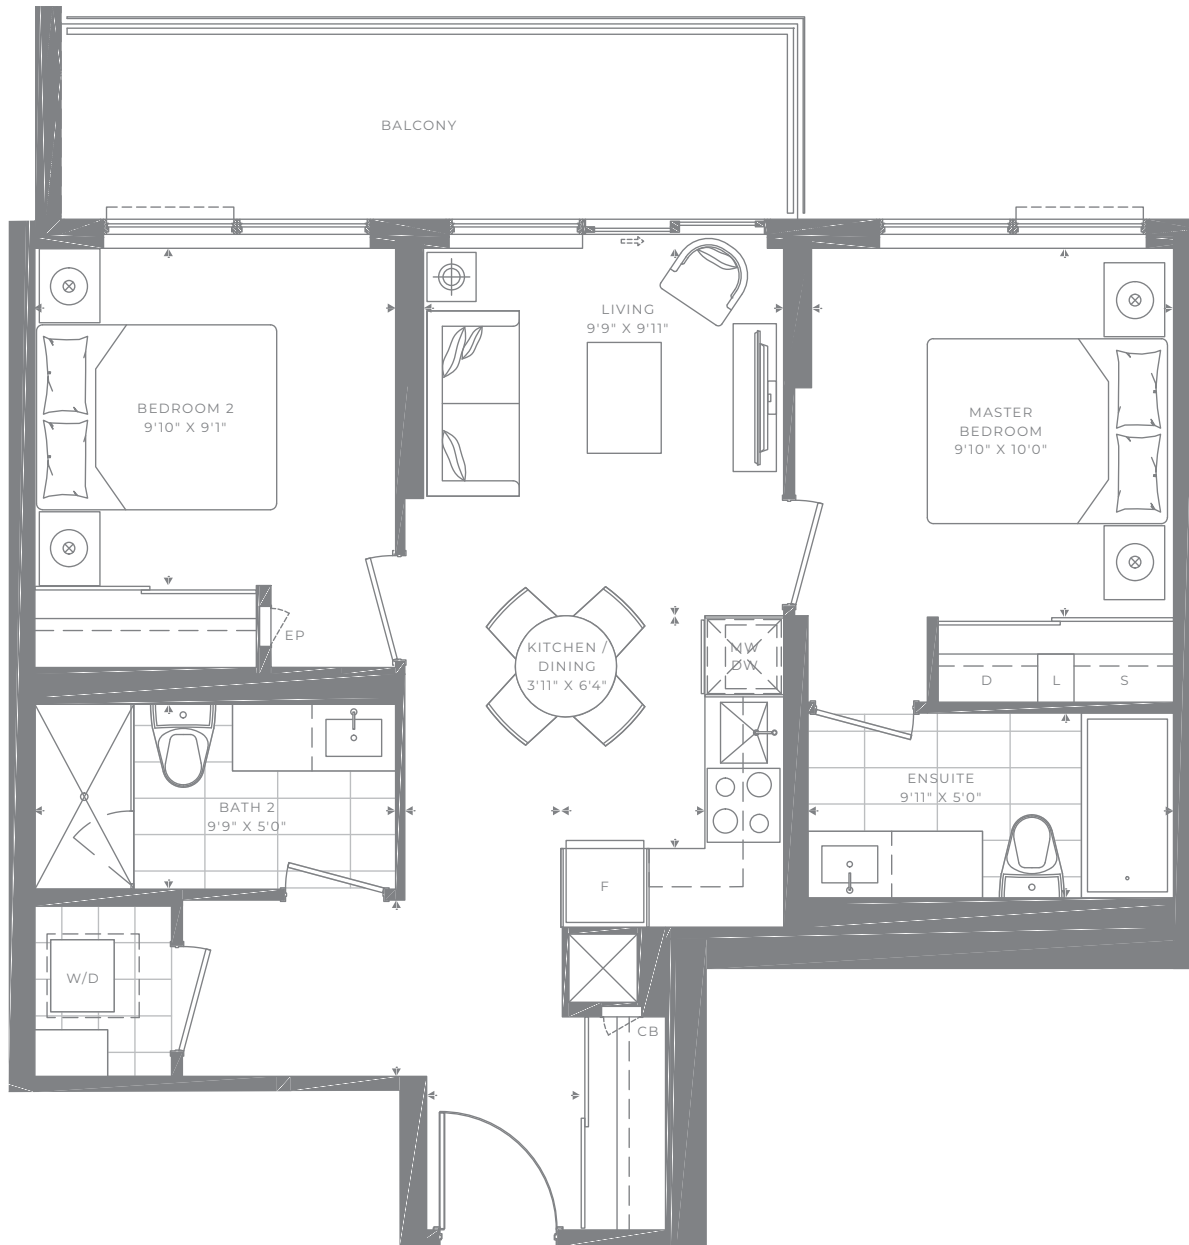 BALCONY
LIVING
9'9" X 9'11"
BEDROOM 2
9'10" X 9'1"
MASTER
BEDROOM
9'10" X 10'0"
EP
KITCHEN /
DINING
3'11" X 6'4"
MW
DW
D
L
S
ENSUITE
9'11" X 5'0"
BATH 2
9'9" X 5'0"
F
W/D
CB